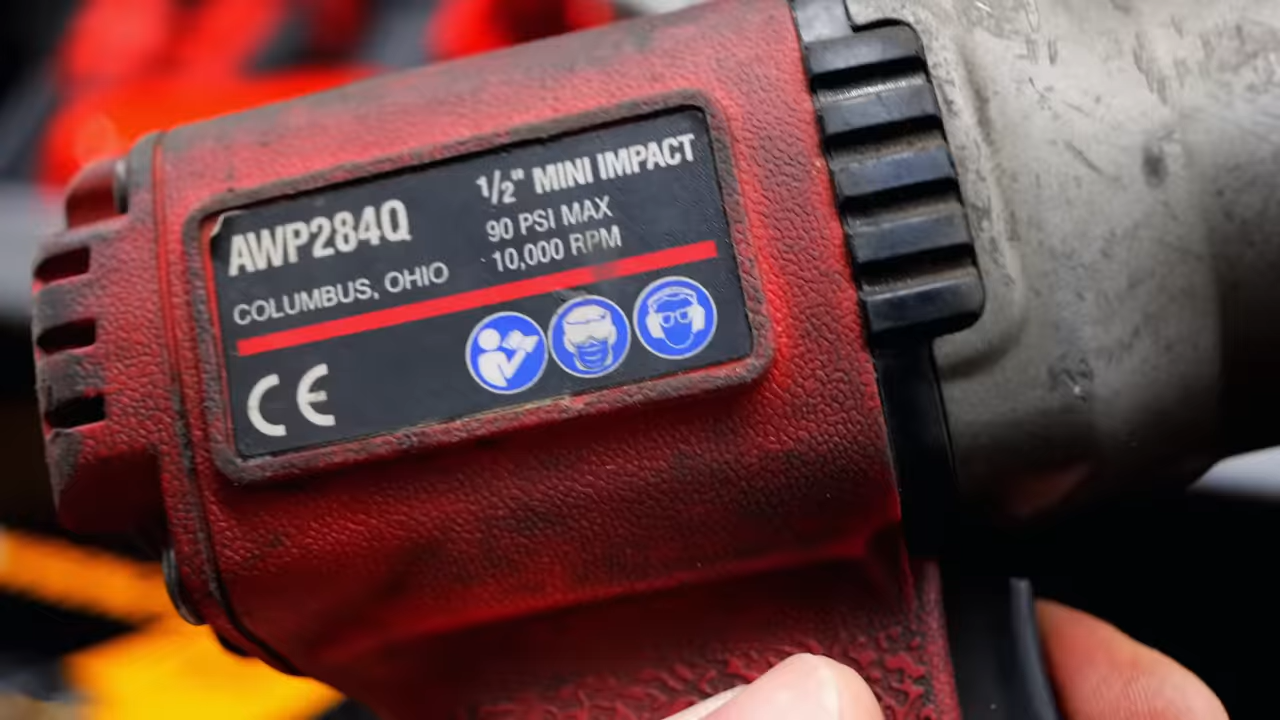 AWP284Q
COLUMBUS, OHIO
1/2" MINI IMPACT
90 PSI MAX
10,000 RPM
CE